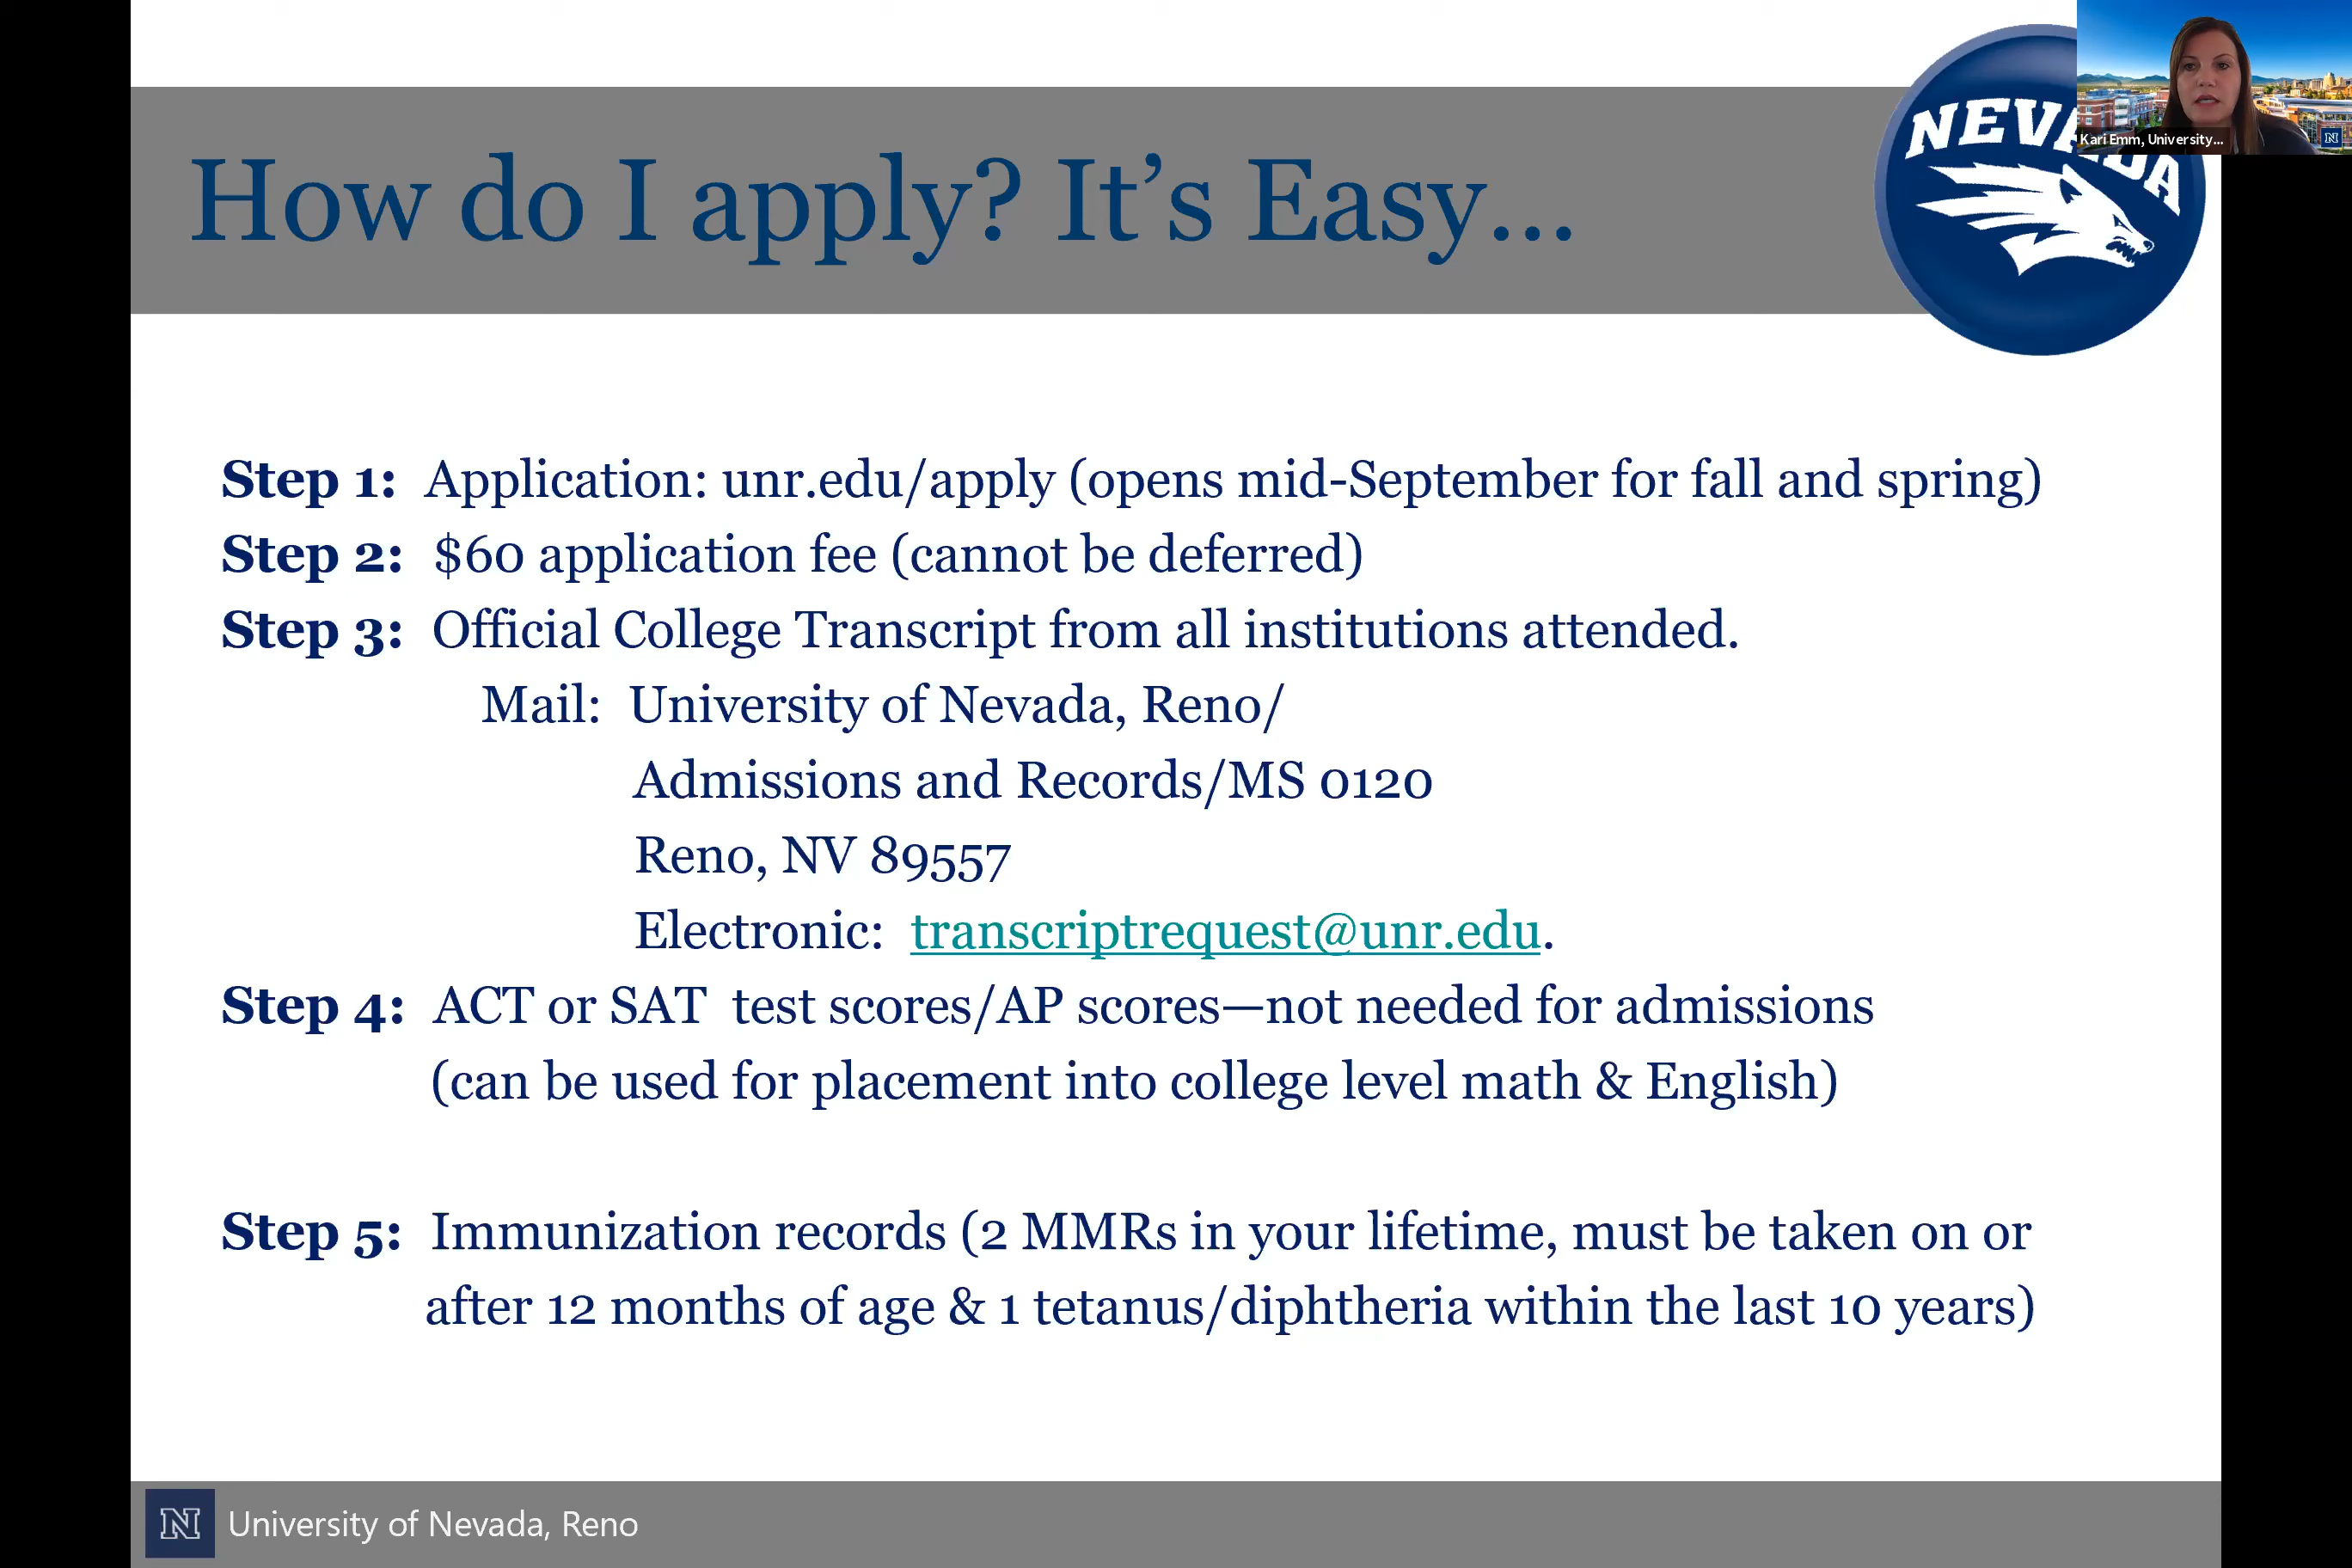 How do I apply? It’s Easy...
NEVADA
Kari Emm, University...
N
Step 1: Application: unr.edu/apply (opens mid-September for fall and spring)
Step 2: $60 application fee (cannot be deferred)
Step 3: Official College Transcript from all institutions attended.
Mail: University of Nevada, Reno/
Admissions and Records/MS 0120
Reno, NV 89557
Electronic: transcriptrequest@unr.edu.
Step 4: ACT or SAT test scores/AP scores—not needed for admissions
(can be used for placement into college level math & English)
Step 5: Immunization records (2 MMRs in your lifetime, must be taken on or
after 12 months of age & 1 tetanus/diphtheria within the last 10 years)
N University of Nevada, Reno